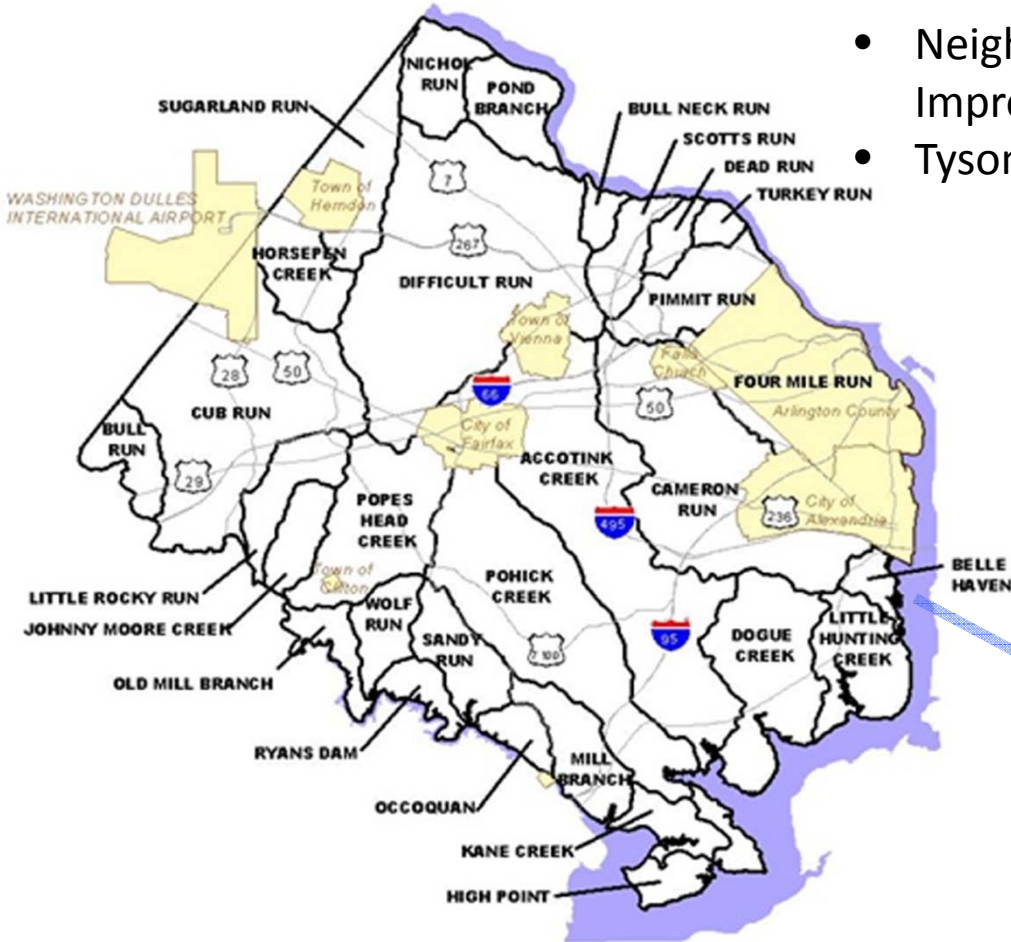 • Neigh
Impro
• Tyson
NICHOL
RUN
POND
BRANCH
SUGARLAND RUN
BULL NECK RUN
SCOTTS RUN
DEAD RUN
TURKEY RUN
WASHINGTON DULLES
INTERNATIONAL AIRPORT
Town of
Herndon
7
267
HORSEPEN
CREEK
DIFFICULT RUN
PIMMIT RUN
Town of
Vienna
Falls
Church
FOUR MILE RUN
Arlington County
28
50
66
50
CUB RUN
City of
Fairfax
BULL
RUN
29
ACCOTINK
CREEK
POPES
HEAD
CREEK
CAMERON
RUN
236
City of
Alexandria
495
Town of
Clifton
LITTLE ROCKY RUN
JOHNNY MOORE CREEK
WOLF
RUN
POHICK
CREEK
BELLE
HAVEN
SANDY
RUN
7100
95
DOGUE
CREEK
LITTLE
HUNTING
CREEK
OLD MILL BRANCH
RYANS DAM
MILL
BRANCH
OCCOQUAN
KANE CREEK
HIGH POINT